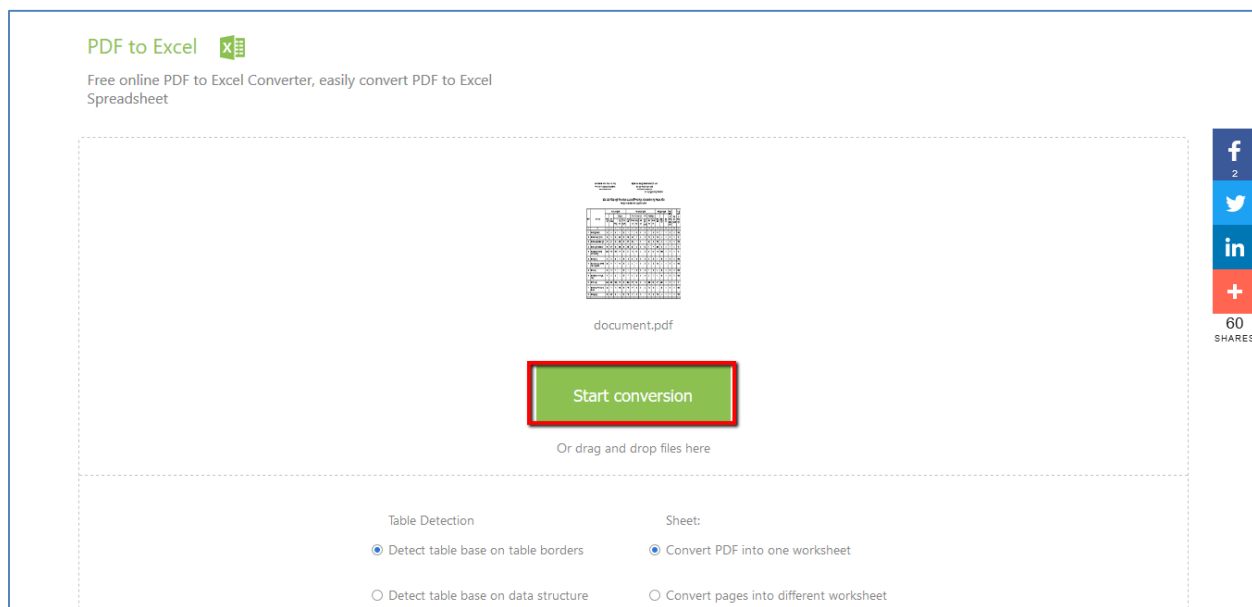 PDF to Excel
Free online PDF to Excel Converter, easily convert PDF to Excel
Spreadsheet
document.pdf
Start conversion
Or drag and drop files here
Table Detection
Sheet:
Detect table base on table borders
Convert PDF into one worksheet
Detect table base on data structure
Convert pages into different worksheet
f
2
in
+
60
SHARES